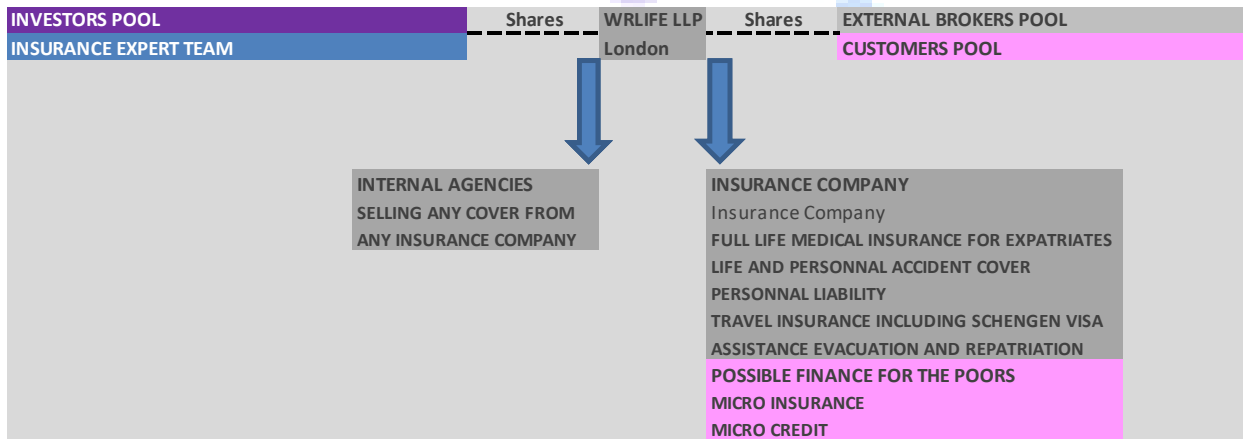 INVESTORS POOL Shares WRLIFE LLP Shares EXTERNAL BROKERS POOL
INSURANCE EXPERT TEAM London CUSTOMERS POOL
INTERNAL AGENCIES
SELLING ANY COVER FROM
ANY INSURANCE COMPANY
INSURANCE COMPANY
Insurance Company
FULL LIFE MEDICAL INSURANCE FOR EXPATRIATES
LIFE AND PERSONNAL ACCIDENT COVER
PERSONNAL LIABILITY
TRAVEL INSURANCE INCLUDING SCHENGEN VISA
ASSISTANCE EVACUATION AND REPATRIATION
POSSIBLE FINANCE FOR THE POORS
MICRO INSURANCE
MICRO CREDIT